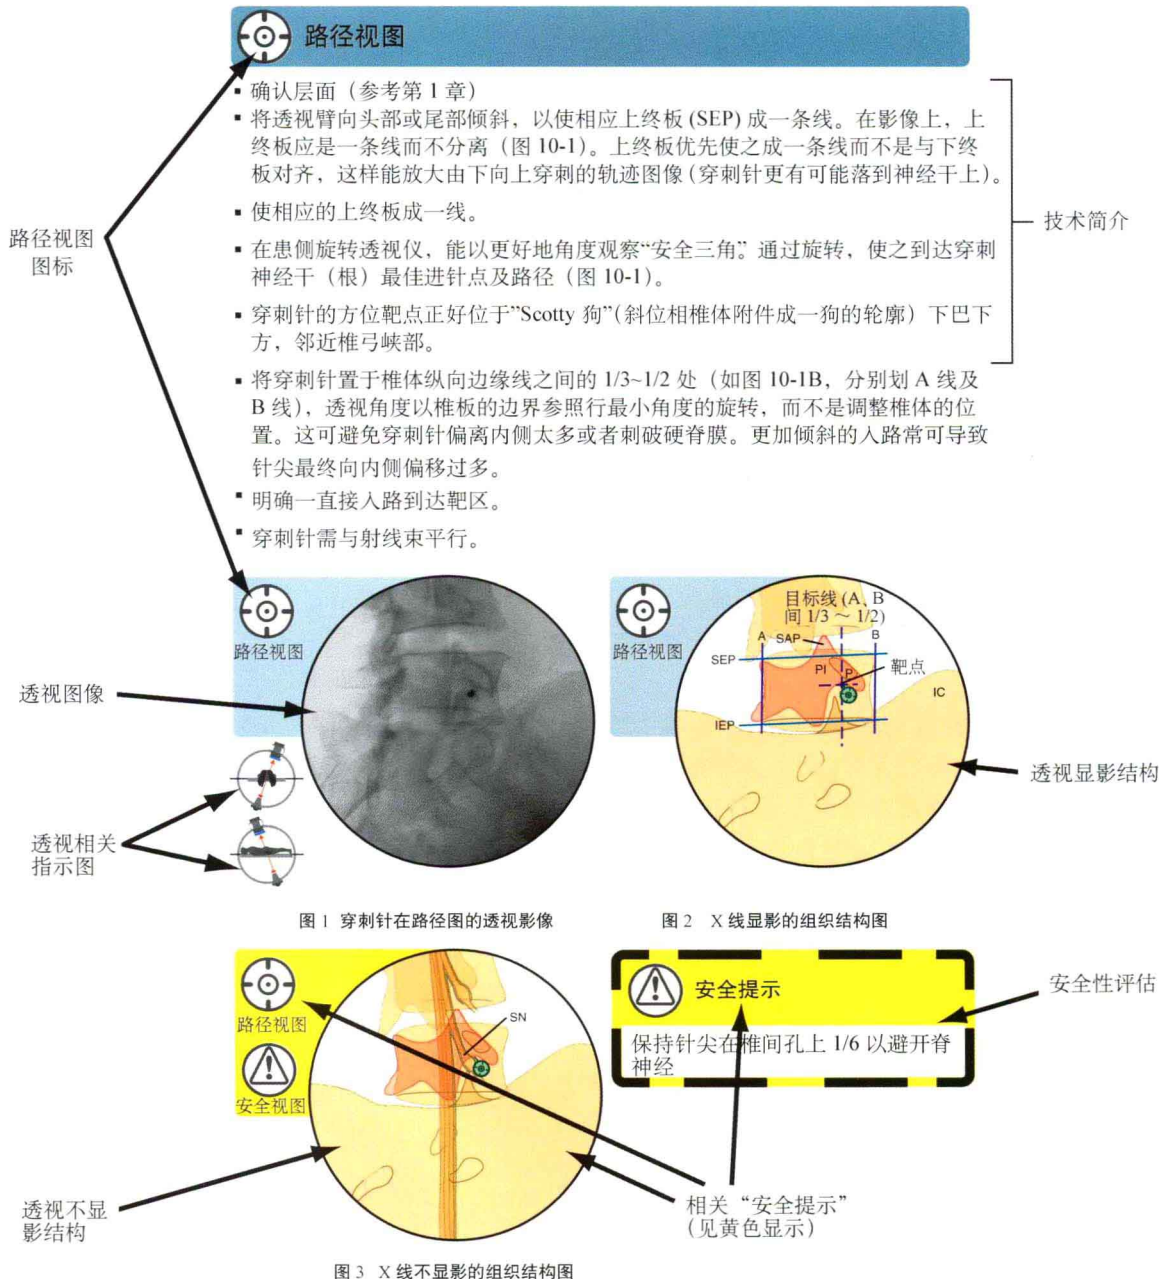 路径视图
▪ 确认层面（参考第 1 章）
▪ 将透视臂向头部或尾部倾斜，以使相应上终板 (SEP) 成一条线。在影像上，上
终板应是一条线而不分离（图 10-1）。上终板优先使之成一条线而不是与下终
板对齐，这样能放大由下向上穿刺的轨迹图像（穿刺针更有可能落到神经干上）。
▪ 使相应的上终板成一线。
▪ 在患侧旋转透视仪，能以更好地角度观察“安全三角”。通过旋转，使之到达穿刺
神经干（根）最佳进针点及路径（图 10-1）。
▪ 穿刺针的方位靶点正好位于”Scotty 狗”（斜位相椎体附件成一狗的轮廓）下巴下
方，邻近椎弓峡部。
▪ 将穿刺针置于椎体纵向边缘线之间的 1/3~1/2 处（如图 10-1B，分别划 A 线及
B 线），透视角度以椎板的边界参照行最小角度的旋转，而不是调整椎体的位
置。这可避免穿刺针偏离内侧太多或者刺破硬脊膜。更加倾斜的入路常可导致
针尖最终向内侧偏移过多。
▪ 明确一直接入路到达靶区。
▪ 穿刺针需与射线束平行。
路径视图
图标
技术简介
路径视图
透视图像
透视相关
指示图
路径视图
目标线 (A、B
间 1/3 ～ 1/2)
A
SAP
B
SEP
PI
P
靶点
IC
IEP
透视显影结构
图 1 穿刺针在路径图的透视影像
图 2 X 线显影的组织结构图
路径视图
安全视图
SN
安全提示
保持针尖在椎间孔上 1/6 以避开脊
神经
安全性评估
透视不显
影结构
相关“安全提示”
（见黄色显示）
图 3 X 线不显影的组织结构图